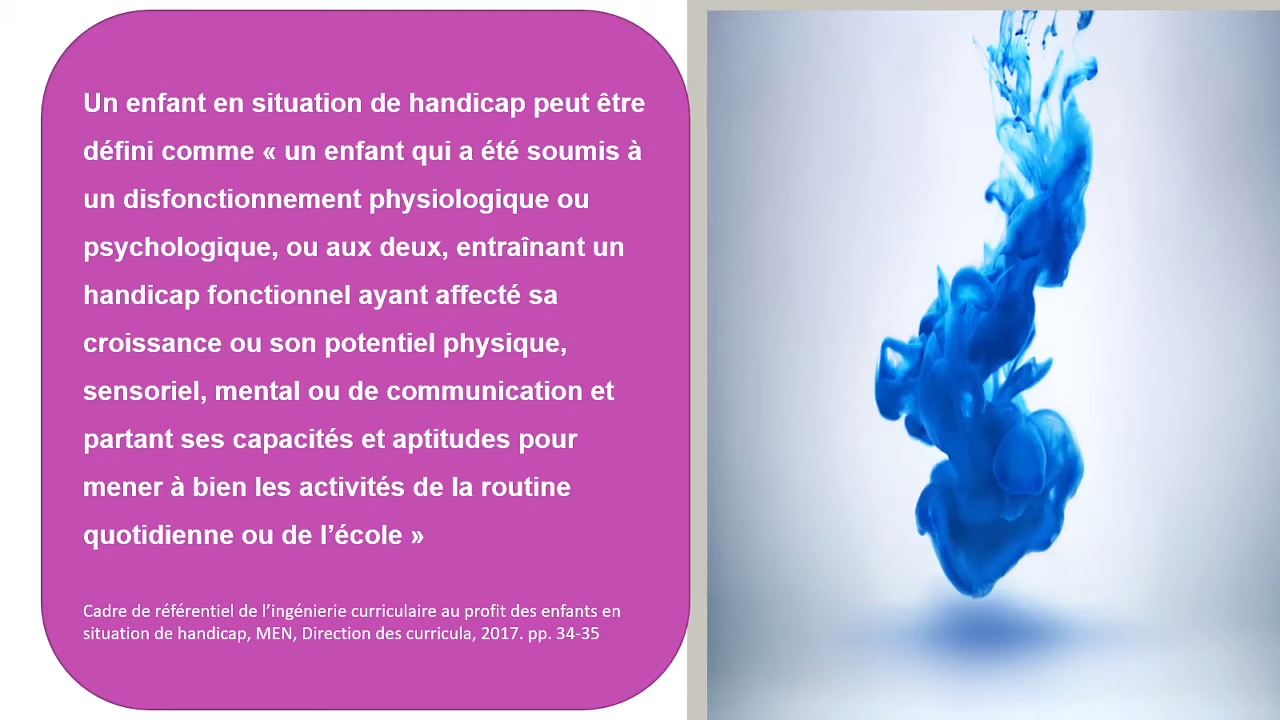 Un enfant en situation de handicap peut être
défini comme « un enfant qui a été soumis à
un disfonctionnement physiologique ou
psychologique, ou aux deux, entraînant un
handicap fonctionnel ayant affecté sa
croissance ou son potentiel physique,
sensoriel, mental ou de communication et
partant ses capacités et aptitudes pour
mener à bien les activités de la routine
quotidienne ou de l’école »
Cadre de référentiel de l’ingénierie curriculaire au profit des enfants en
situation de handicap, MEN, Direction des curricula, 2017. pp. 34-35